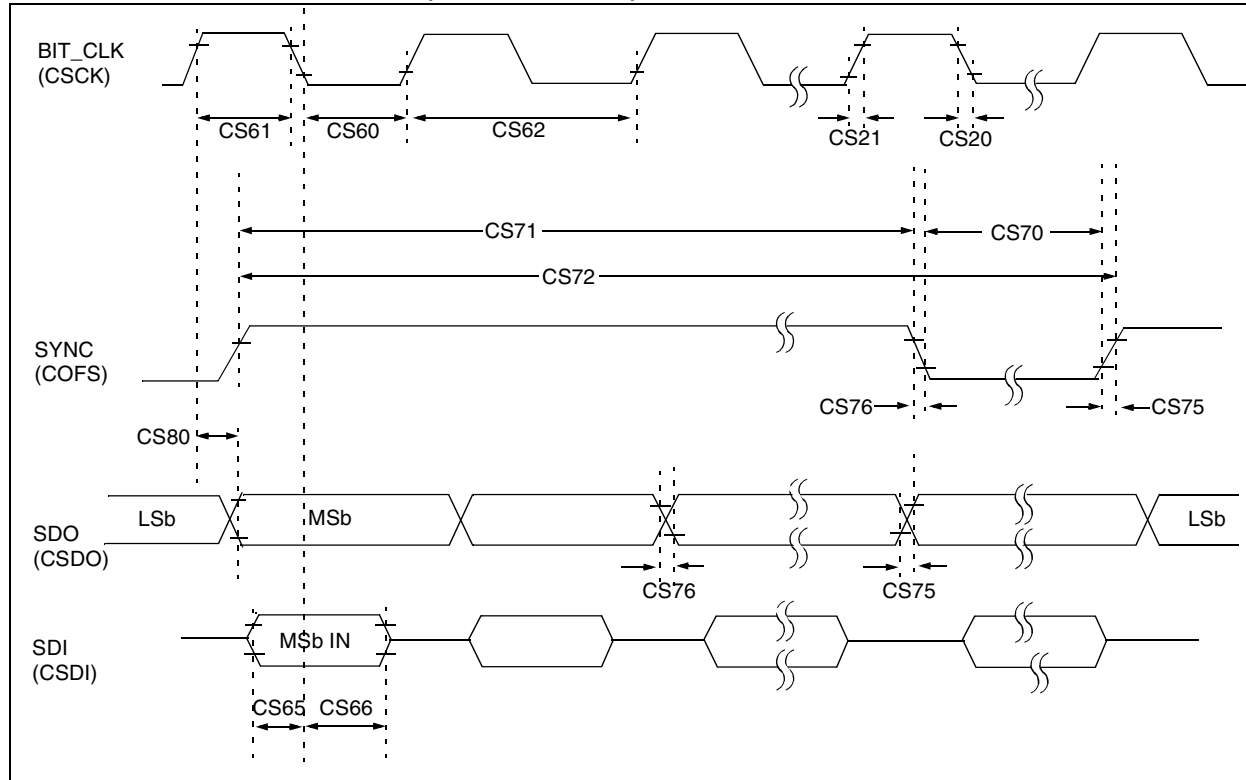 BIT_CLK
(CSCK)
CS61
CS60
CS62
CS21
CS20
CS71
CS70
CS72
SYNC
(COFS)
CS76
CS75
CS80
SDO
(CSDO)
LSb
MSb
LSb
CS76
CS75
SDI
(CSDI)
MSb IN
CS65
CS66